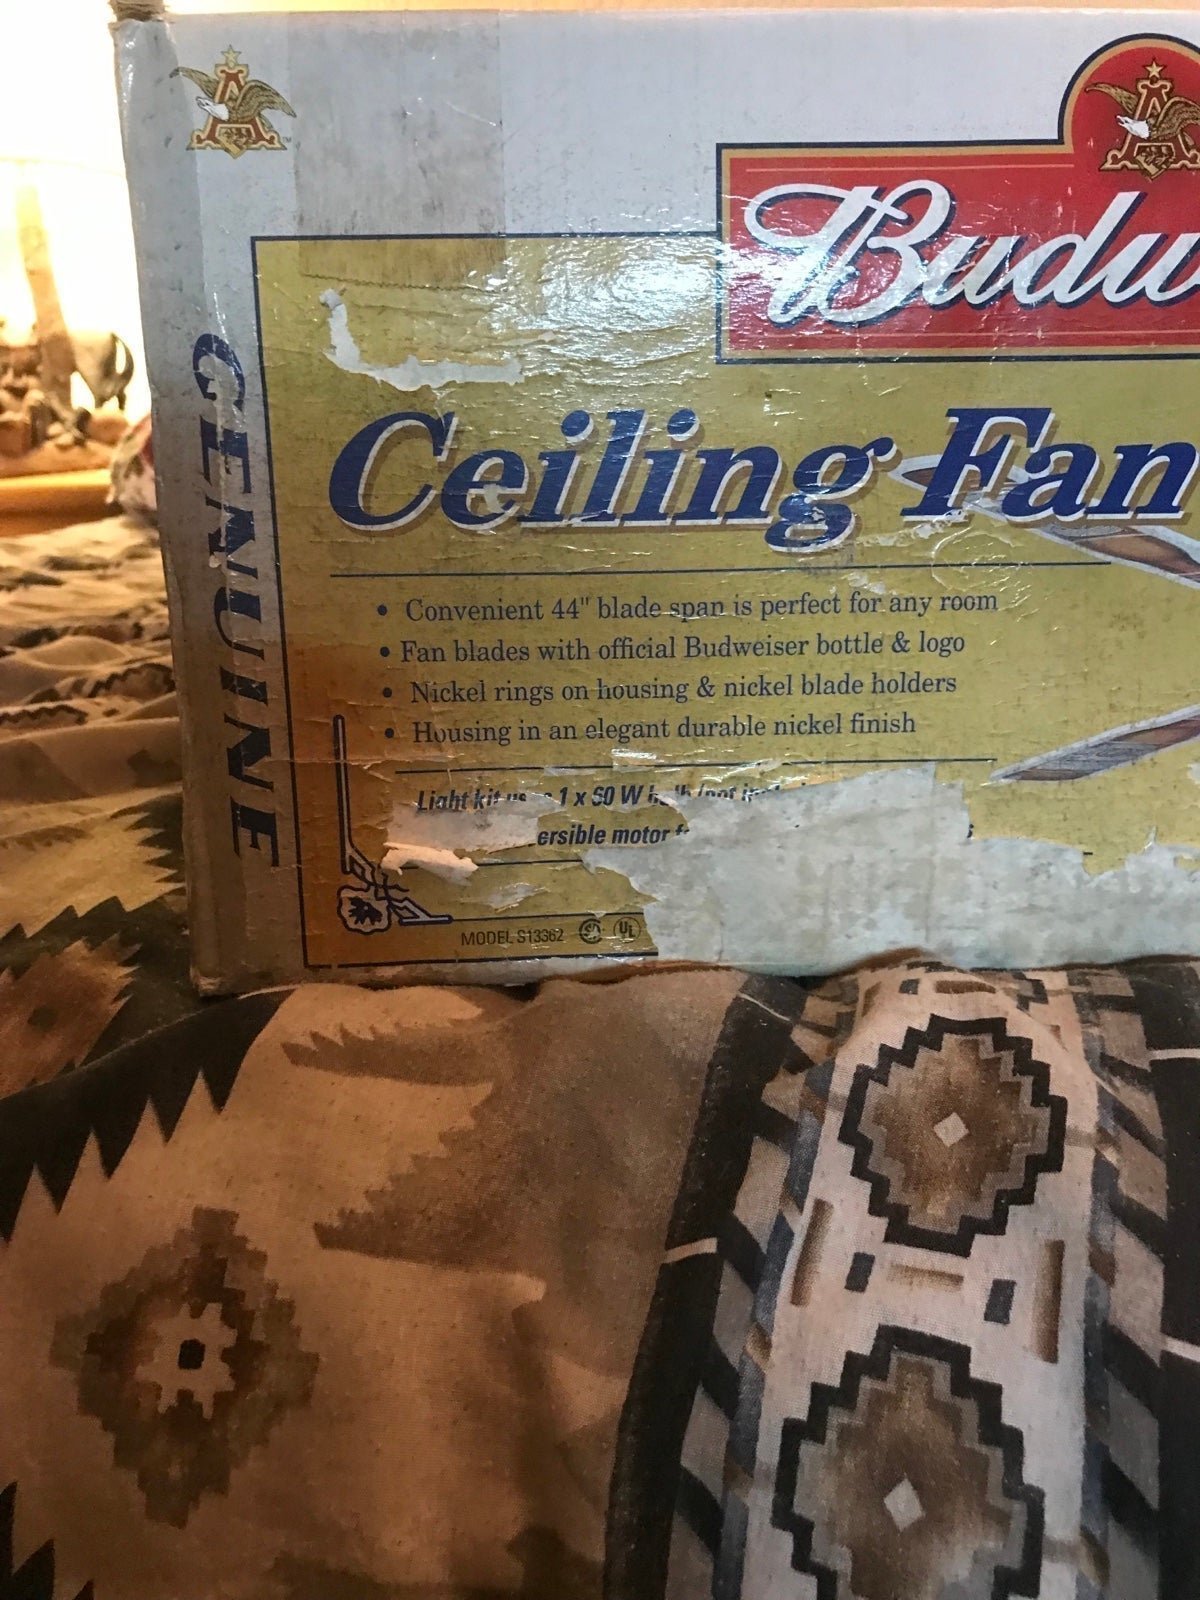 Budw
GENUINE
Ceiling Fan
• Convenient 44" blade span is perfect for any room
• Fan blades with official Budweiser bottle & logo
• Nickel rings on housing & nickel blade holders
• Housing in an elegant durable nickel finish
Light kit 1 x 60 W
ersible motor
MODEL S13362 UL